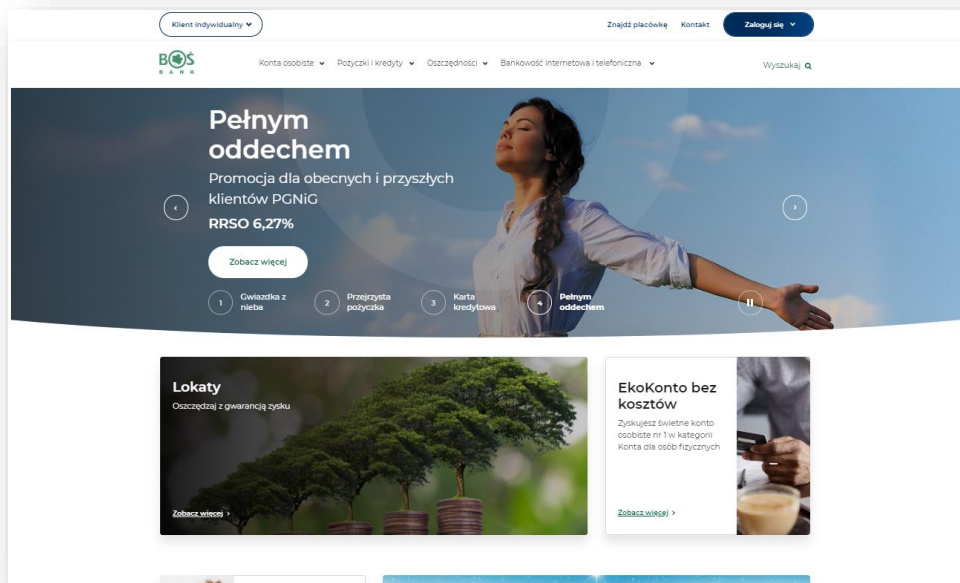 Klient indywidualny
Znajdź placówkę
Kontakt
Zaloguj się
BOŚ
BANK
Konta osobiste
Pożyczki i kredyty
Oszczędności
Bankowość internetowa i telefoniczna
Wyszukaj
Pełnym
oddechem
Promocja dla obecnych i przyszłych
klientów PGNiG
RRSO 6,27%
Zobacz więcej
1
Gwiazdka z
nieba
2
Przejrzysta
pożyczka
3
Karta
kredytowa
4
Pełnym
oddechem
Lokaty
Oszczędzaj z gwarancją zysku
Zobacz więcej
EkoKonto bez
kosztów
Zyskujesz świetne konto
osobiste nr 1 w kategorii
Konta dla osób fizycznych
Zobacz więcej